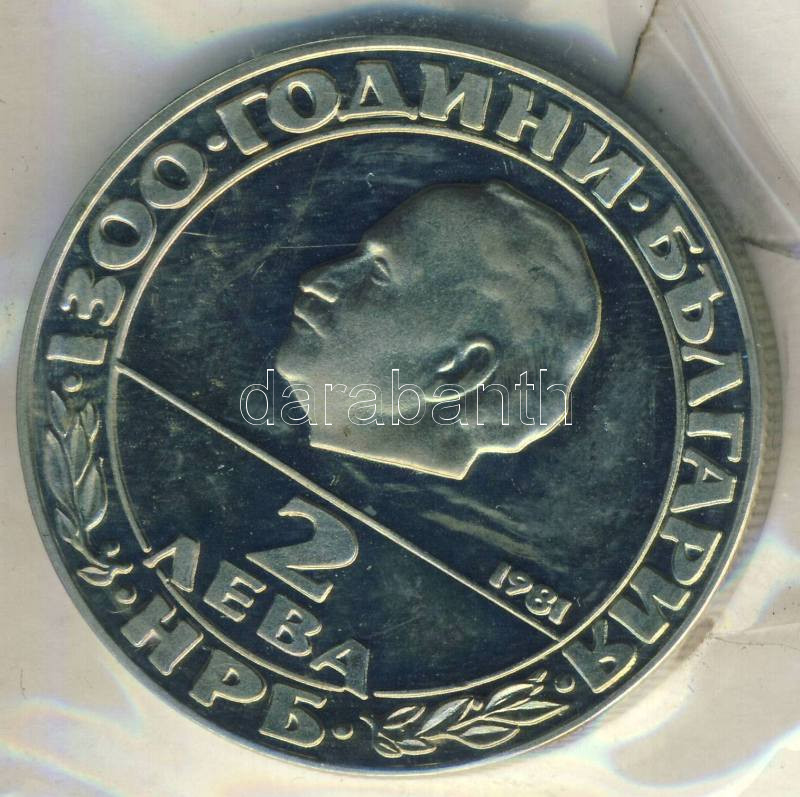 · 1300 · ГОДИНИ · БЪЛГАРИЯ ·
НРБ ·
2
ЛЕВА
1981
darabanth